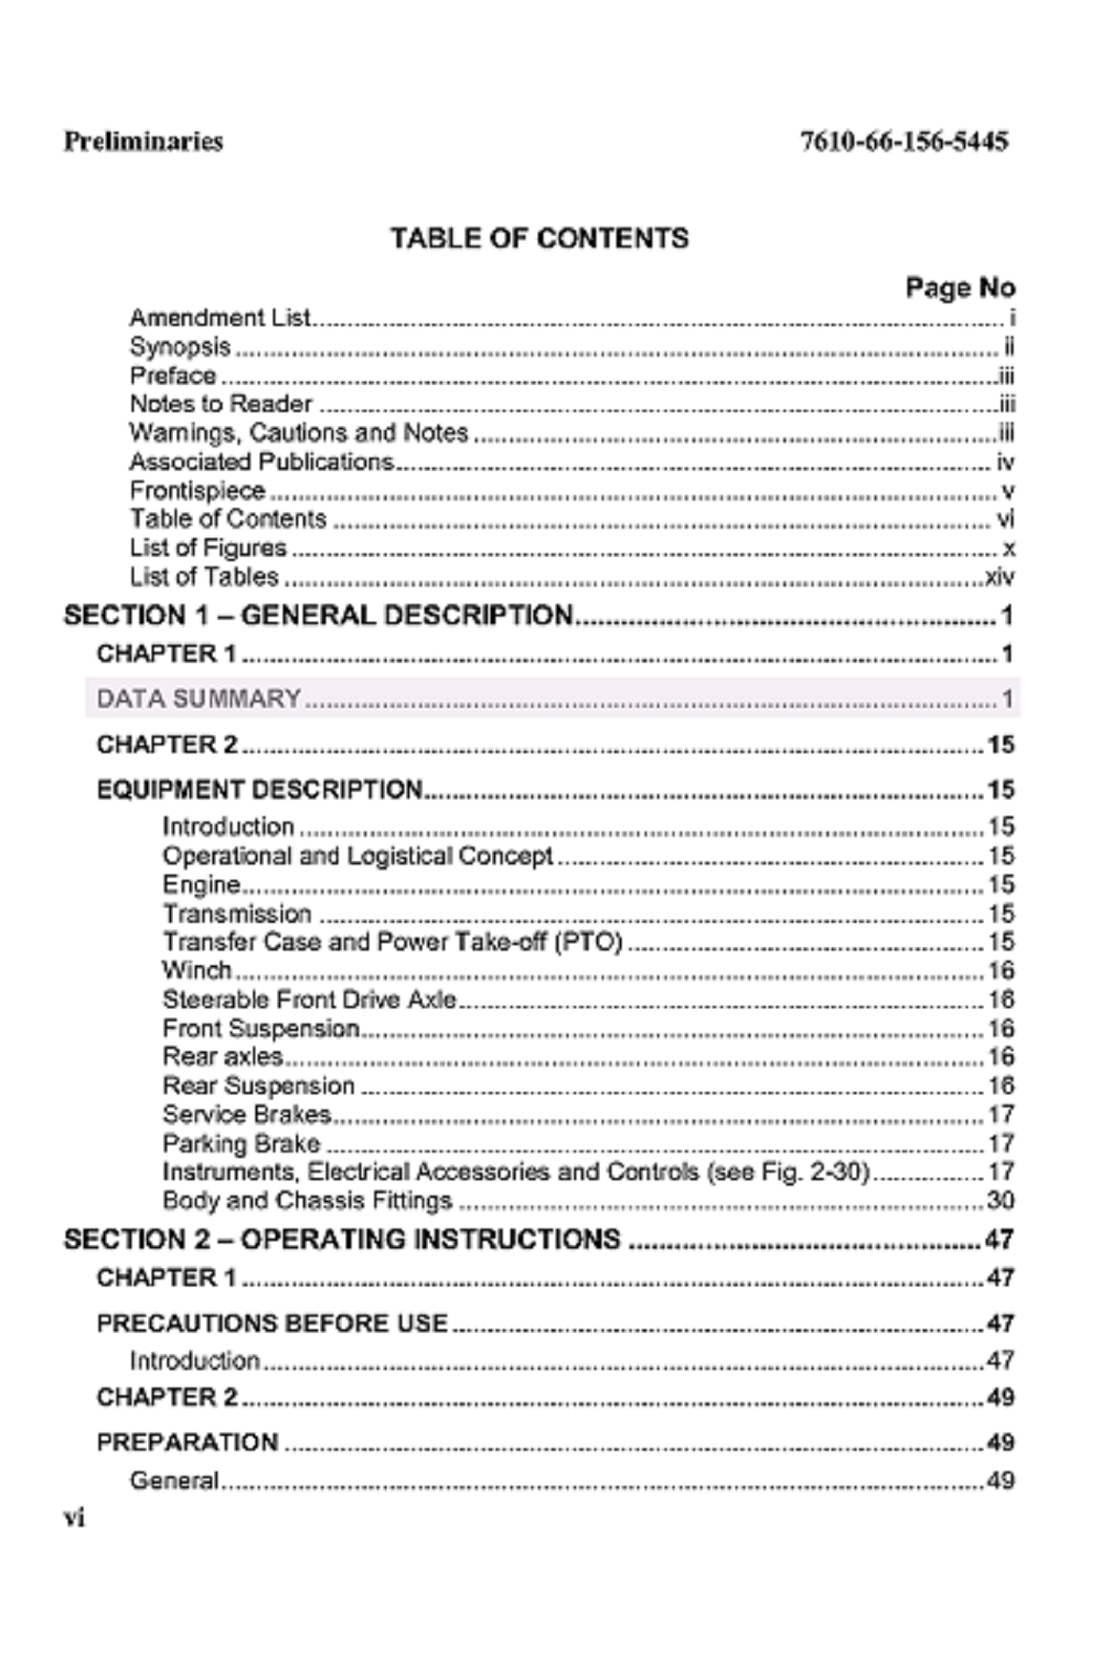 Preliminaries 7610-66-156-5445
TABLE OF CONTENTS
Page No
Amendment List i
Synopsis ii
Preface iii
Notes to Reader iii
Warnings, Cautions and Notes iii
Associated Publications iv
Frontispiece v
Table of Contents vi
List of Figures x
List of Tables xiv
SECTION 1 – GENERAL DESCRIPTION 1
CHAPTER 1 1
DATA SUMMARY 1
CHAPTER 2 15
EQUIPMENT DESCRIPTION 15
Introduction 15
Operational and Logistical Concept 15
Engine 15
Transmission 15
Transfer Case and Power Take-off (PTO) 15
Winch 16
Steerable Front Drive Axle 16
Front Suspension 16
Rear axles 16
Rear Suspension 16
Service Brakes 17
Parking Brake 17
Instruments, Electrical Accessories and Controls (see Fig. 2-30) 17
Body and Chassis Fittings 30
SECTION 2 – OPERATING INSTRUCTIONS 47
CHAPTER 1 47
PRECAUTIONS BEFORE USE 47
Introduction 47
CHAPTER 2 49
PREPARATION 49
General 49
vi